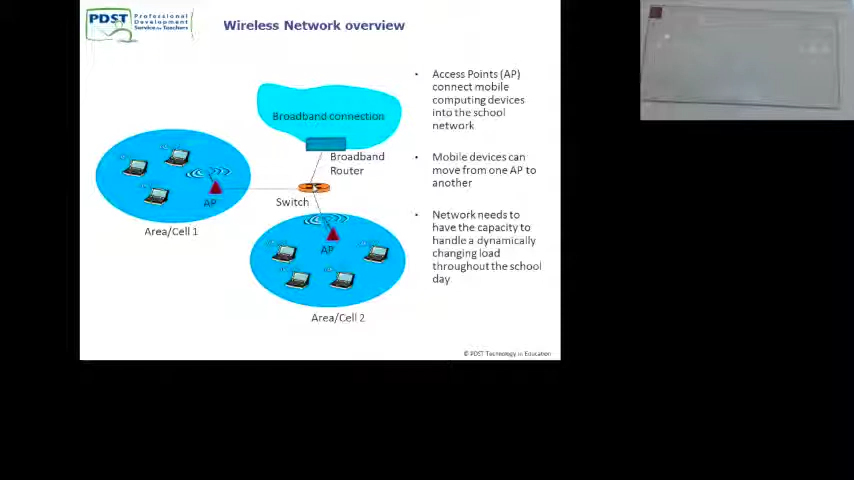 PDST
Professional
Development
Service for Teachers
Wireless Network overview
Broadband connection
Broadband
Router
Switch
AP
Area/Cell 1
AP
Area/Cell 2
• Access Points (AP)
connect mobile
computing devices
into the school
network
• Mobile devices can
move from one AP to
another
• Network needs to
have the capacity to
handle a dynamically
changing load
throughout the school
day
© PDST Technology in Education